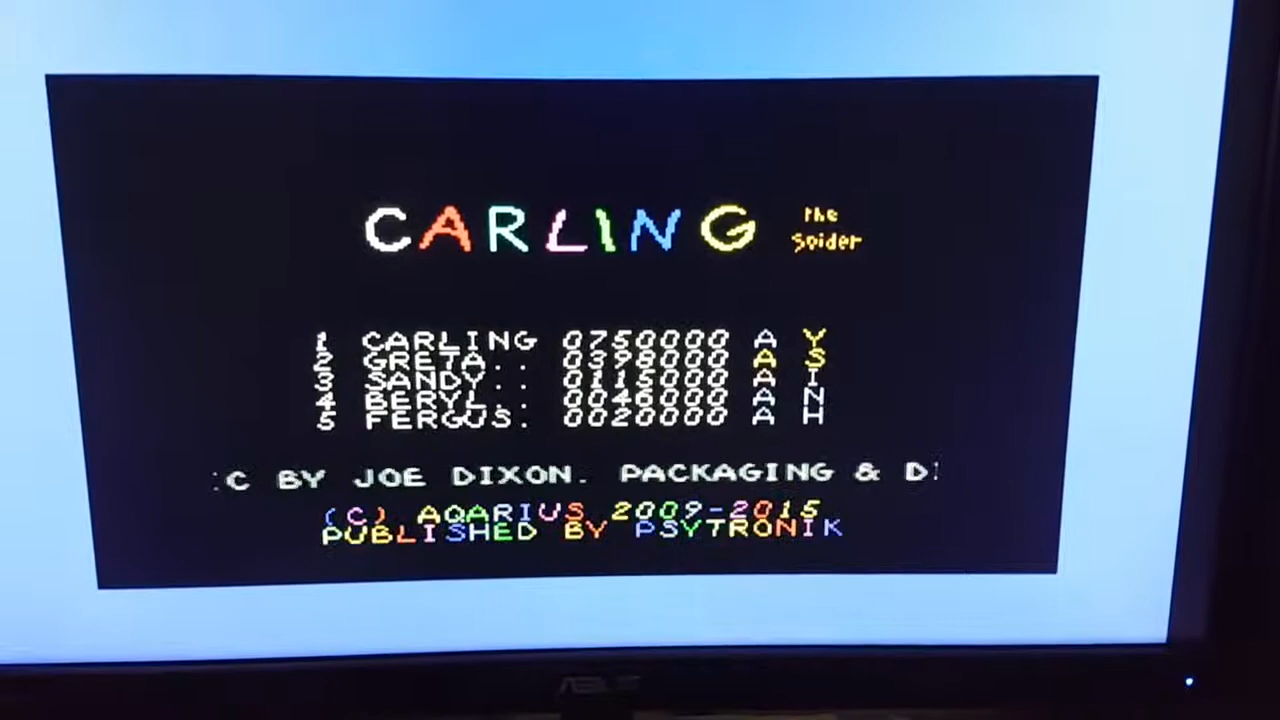 CARLING the Spider
1 CARLING 0750000 A Y
2 GRETA.. 0398000 A S
3 SANDY.. 0115000 A I
4 BERYL.. 0046000 A N
5 FERGUS. 0020000 A H
C BY JOE DIXON. PACKAGING & D
(C) AQARIUS 2009-2015
PUBLISHED BY PSYTRONIK
ASUS